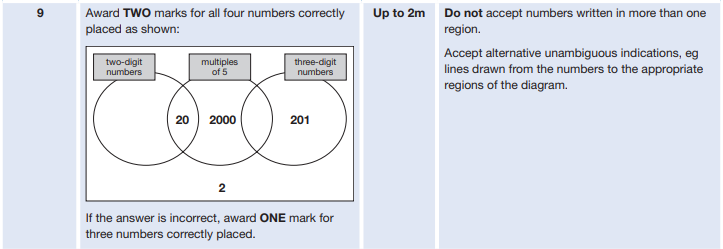 9
Award TWO marks for all four numbers correctly
placed as shown:
two-digit
numbers
multiples
of 5
three-digit
numbers
20
2000
201
2
If the answer is incorrect, award ONE mark for
three numbers correctly placed.
Up to 2m
Do not accept numbers written in more than one
region.
Accept alternative unambiguous indications, eg
lines drawn from the numbers to the appropriate
regions of the diagram.